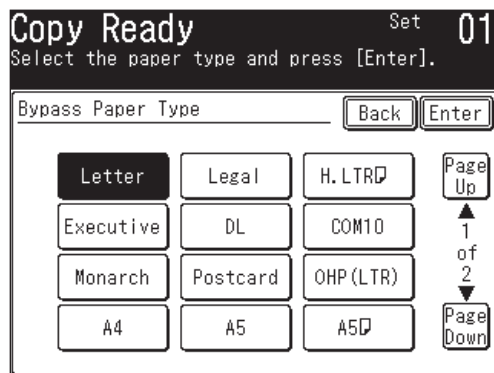 Copy Ready Set 01
Select the paper type and press [Enter].
Bypass Paper Type Back Enter
Letter Legal H.LTR
Page Up
Executive DL COM10
1
of
2
Monarch Postcard OHP(LTR)
A4 A5 A5
Page Down